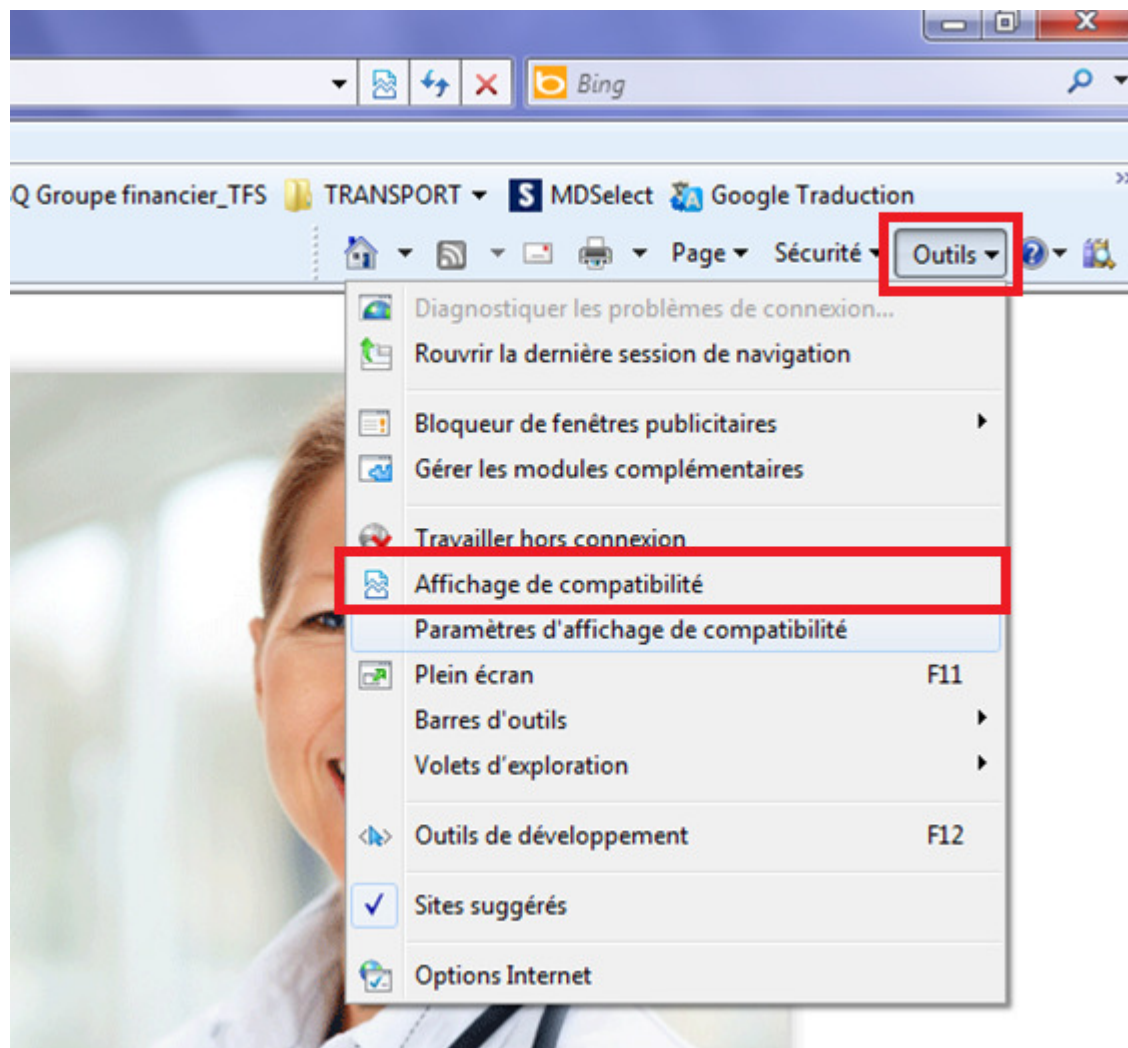 Bing
Q Groupe financier_TFS TRANSPORT MDSelect Google Traduction
Page Sécurité Outils
Diagnostiquer les problèmes de connexion...
Rouvrir la dernière session de navigation
Bloqueur de fenêtres publicitaires
Gérer les modules complémentaires
Travailler hors connexion
Affichage de compatibilité
Paramètres d'affichage de compatibilité
Plein écran F11
Barres d'outils
Volets d'exploration
Outils de développement F12
Sites suggérés
Options Internet